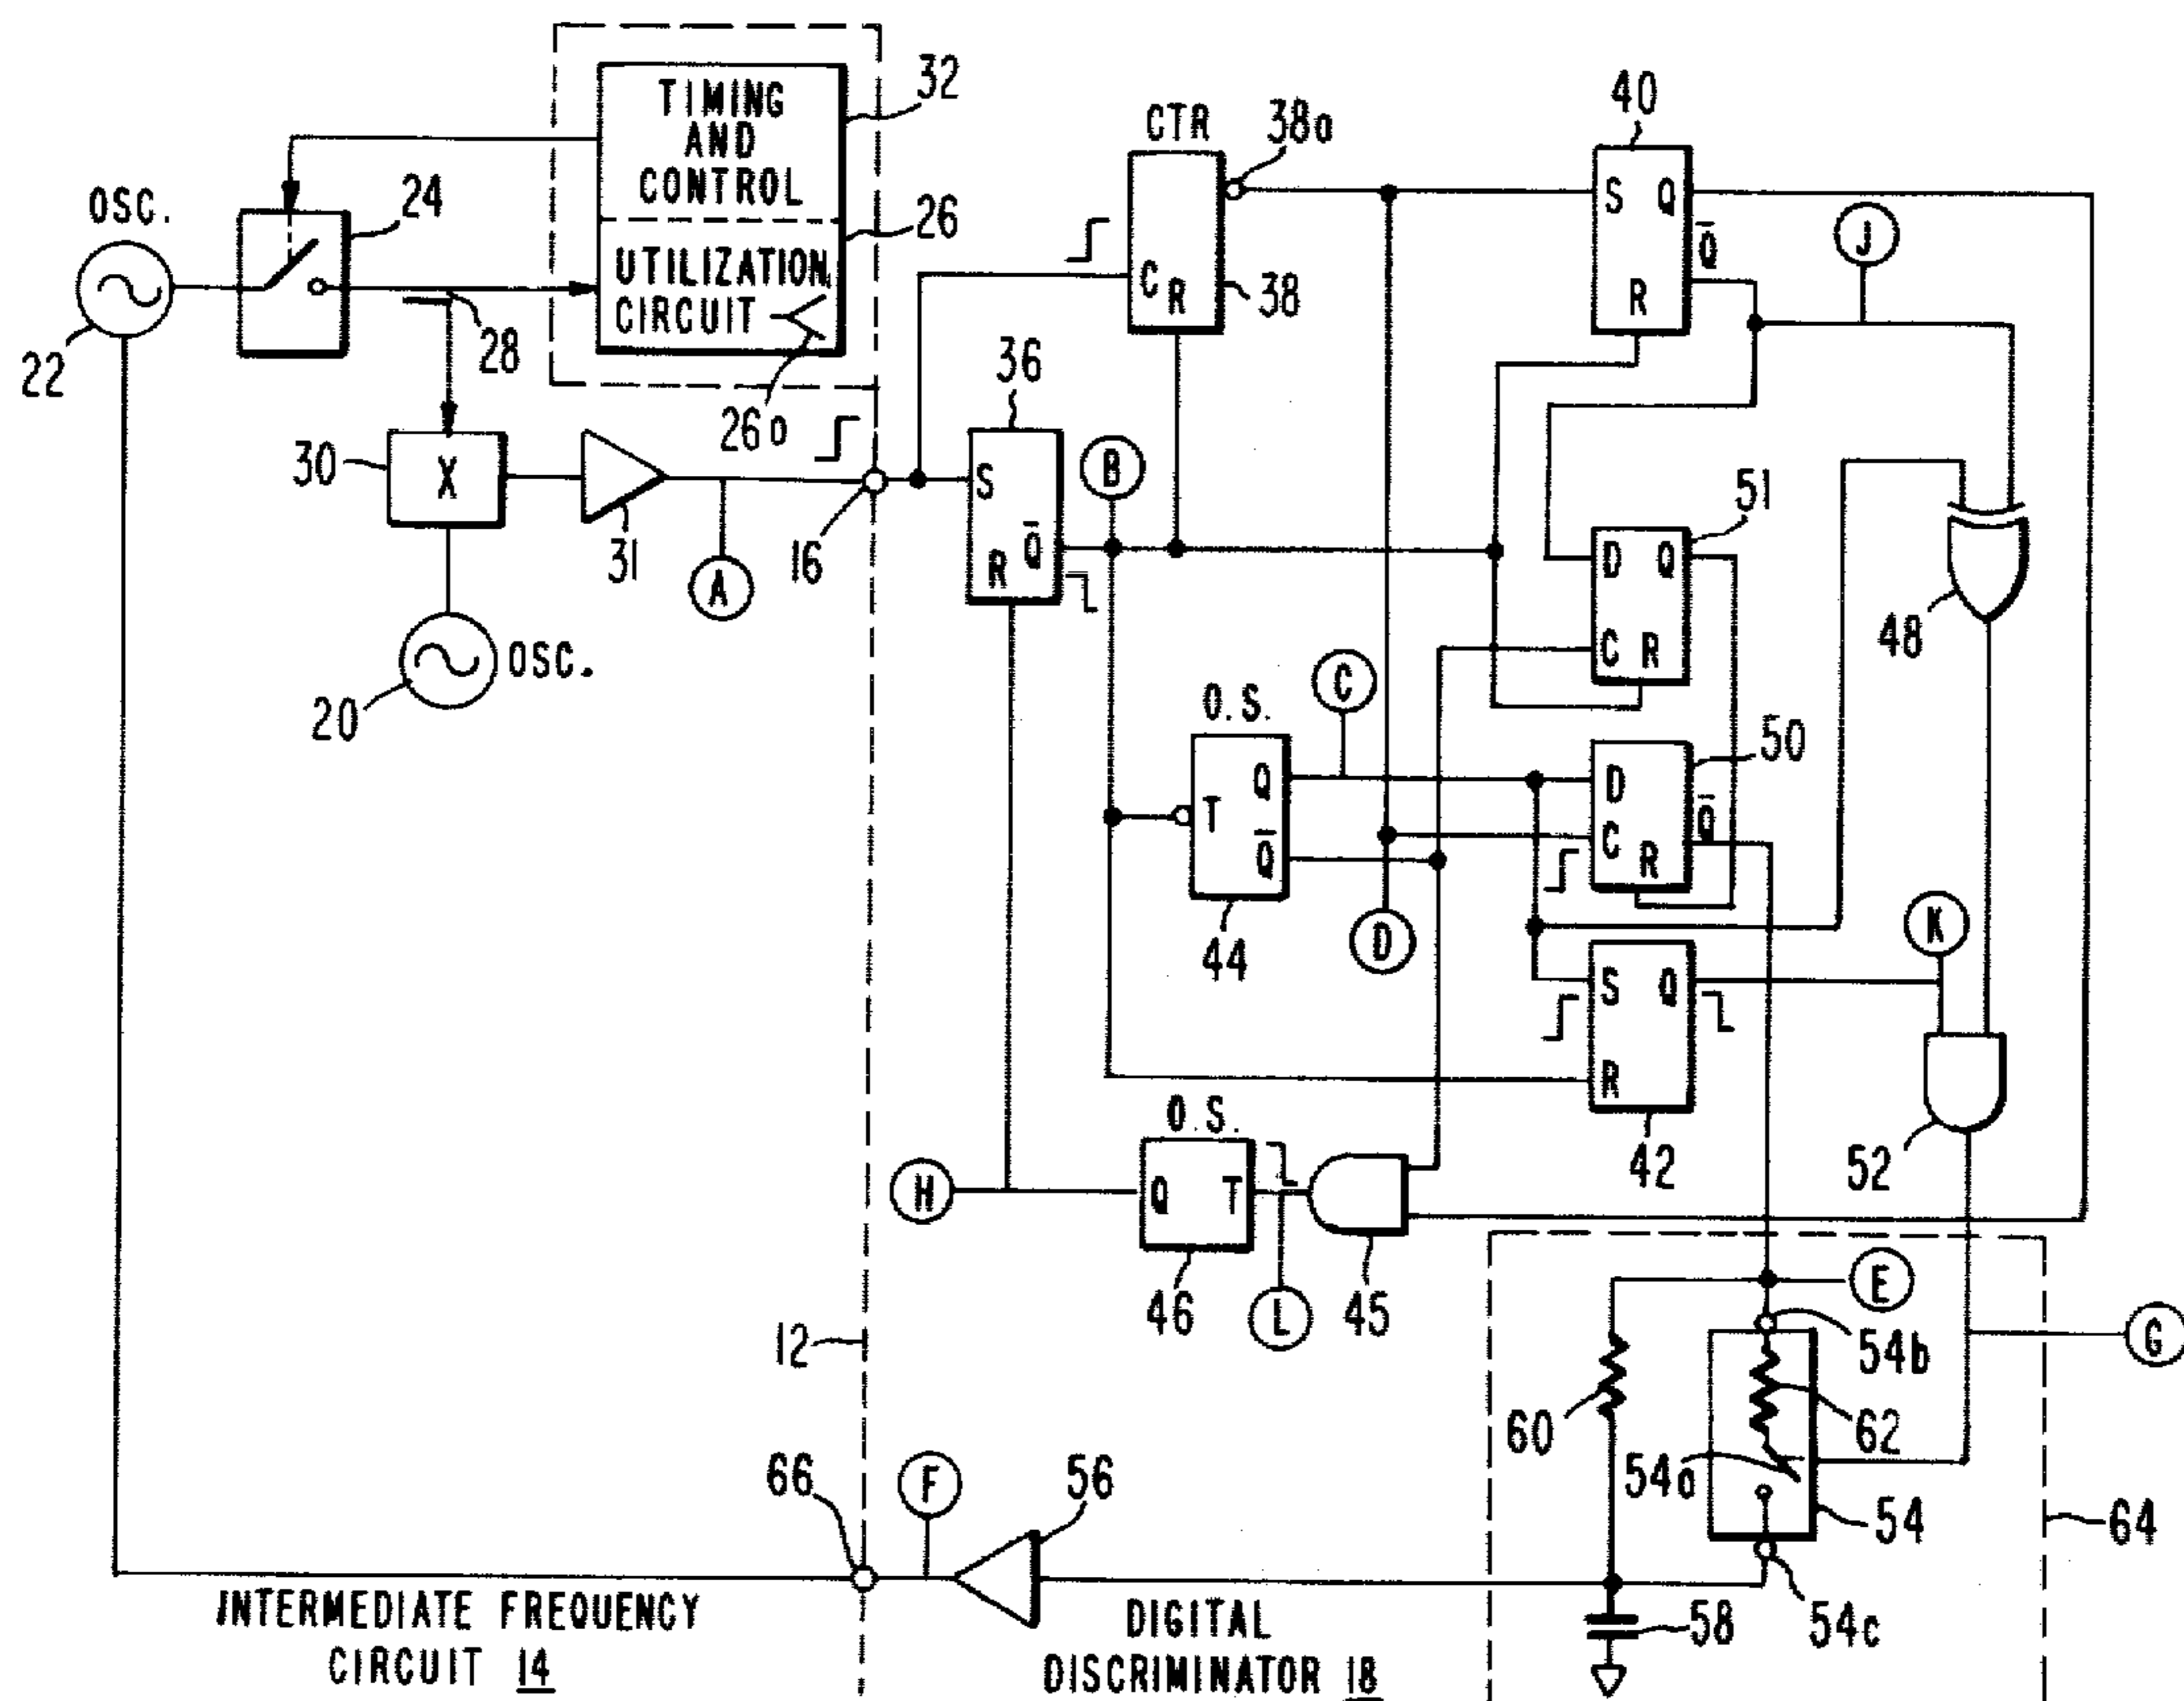 TIMING
AND
CONTROL
32
UTILIZATION
CIRCUIT
26
26a
OSC.
22
24
28
30
X
31
A
16
OSC.
20
CTR
38a
C
R
38
40
S Q
Q̅
R
J
36
S
R Q̅
B
51
D Q
C R
48
O.S.
C
T Q
Q̅
44
D
50
D
C R Q̅
K
S Q
R
42
52
O.S.
H
Q T
46
L
45
E
G
12
54b
60
62
54a
54
64
66
F
56
58
54c
INTERMEDIATE FREQUENCY
CIRCUIT 14
DIGITAL
DISCRIMINATOR 18